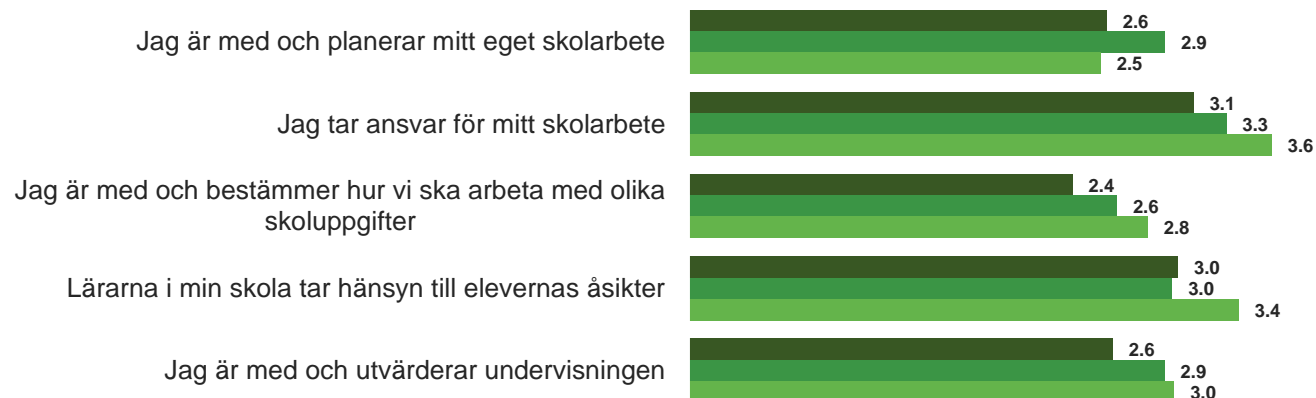 Jag är med och planerar mitt eget skolarbete
2.6
2.9
2.5
Jag tar ansvar för mitt skolarbete
3.1
3.3
3.6
Jag är med och bestämmer hur vi ska arbeta med olika
skoluppgifter
2.4
2.6
2.8
Lärarna i min skola tar hänsyn till elevernas åsikter
3.0
3.0
3.4
Jag är med och utvärderar undervisningen
2.6
2.9
3.0